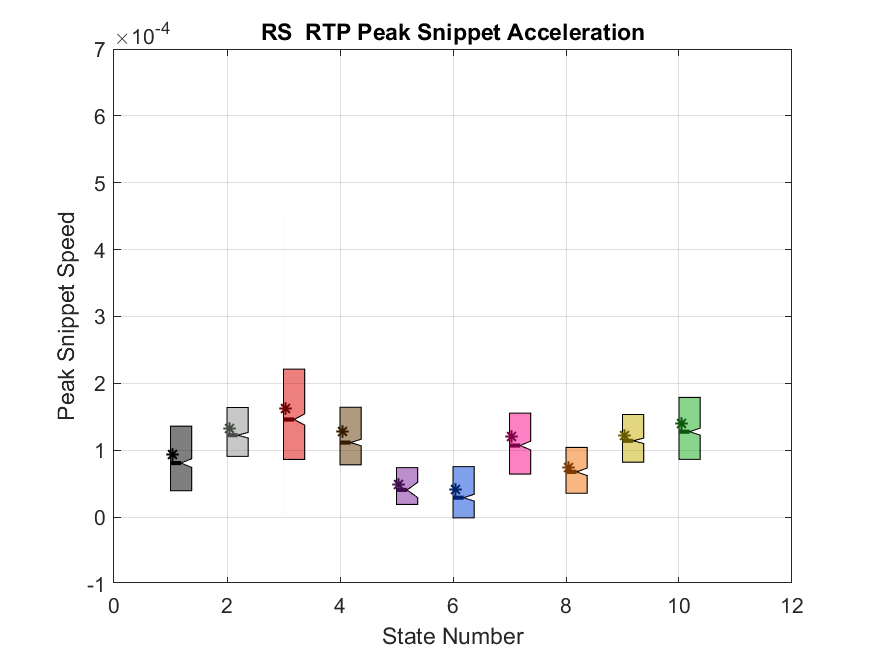 RS  RTP Peak Snippet Acceleration
×10⁻⁴
7
6
5
4
3
2
1
0
-1
Peak Snippet Speed
0 2 4 6 8 10 12
State Number